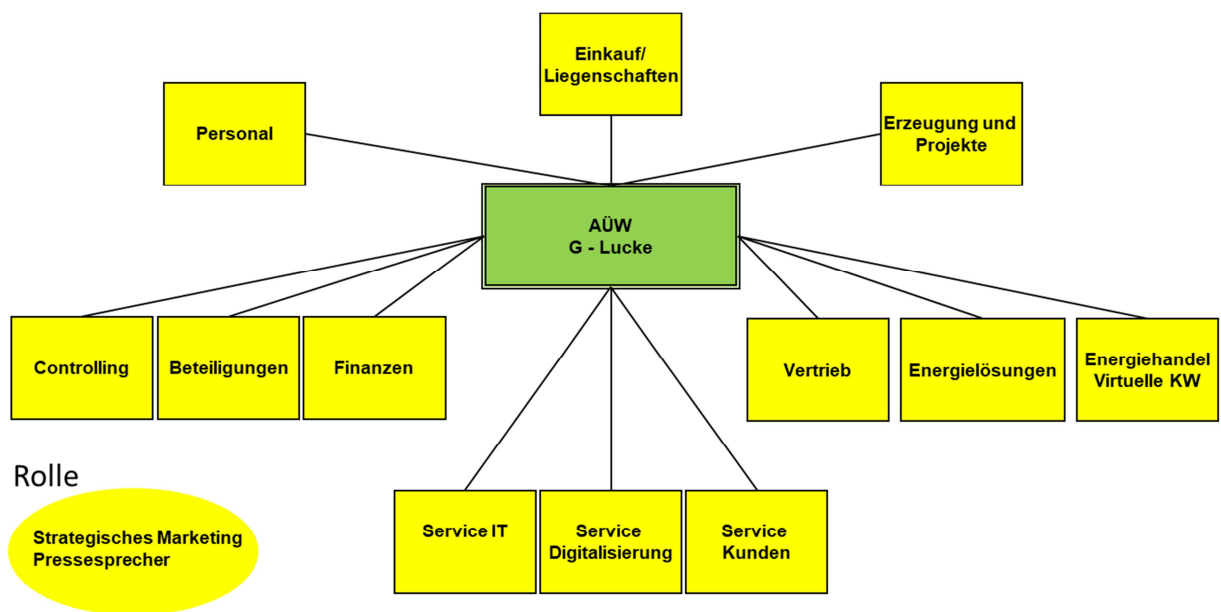 Einkauf/
Liegenschaften
Personal
Erzeugung und
Projekte
AÜW
G - Lucke
Controlling
Beteiligungen
Finanzen
Vertrieb
Energielösungen
Energiehandel
Virtuelle KW
Rolle
Strategisches Marketing
Pressesprecher
Service IT
Service
Digitalisierung
Service
Kunden